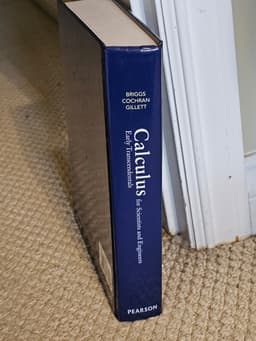 BRIGGS
COCHRAN
GILLETT
Calculus for Scientists and Engineers
Early Transcendentals
PEARSON